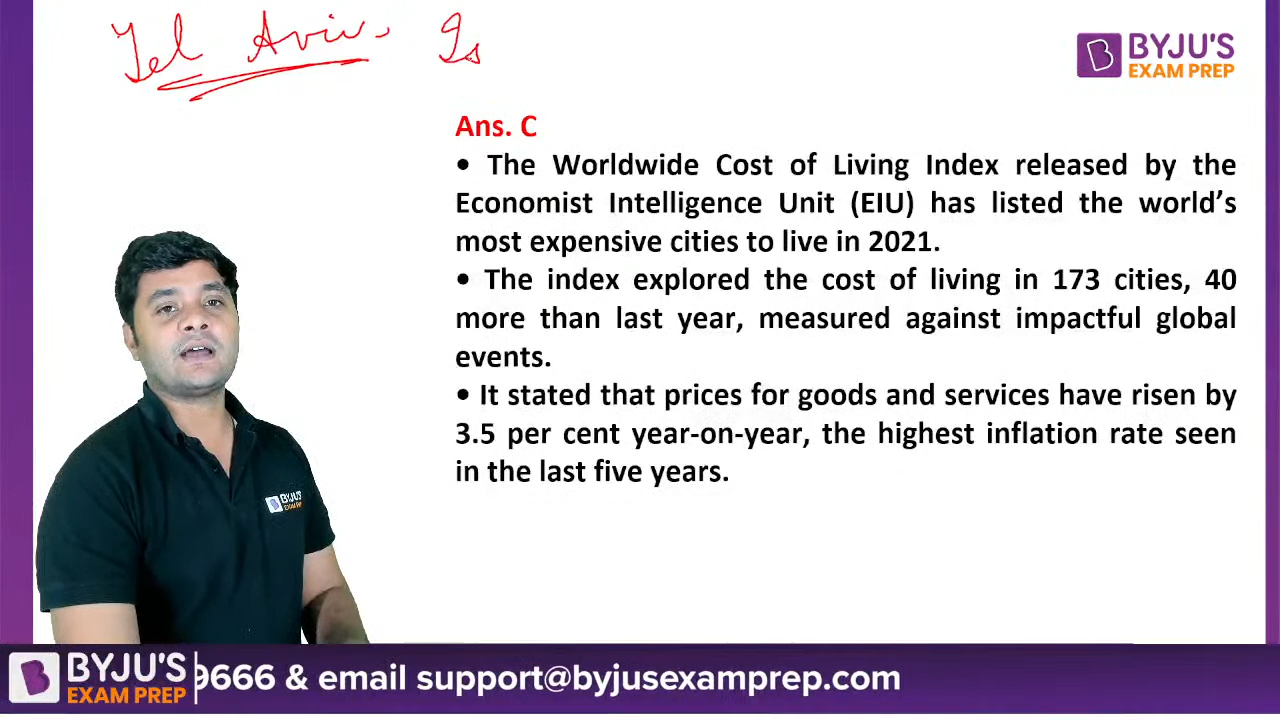 Tel Aviv, Is
BYJU'S
EXAM PREP
Ans. C
• The Worldwide Cost of Living Index released by the
Economist Intelligence Unit (EIU) has listed the world's
most expensive cities to live in 2021.
• The index explored the cost of living in 173 cities, 40
more than last year, measured against impactful global
events.
• It stated that prices for goods and services have risen by
3.5 per cent year-on-year, the highest inflation rate seen
in the last five years.
BYJU'S
EXAM PREP
BYJU'S
EXAM PREP
9666 & email support@byjusexamprep.com